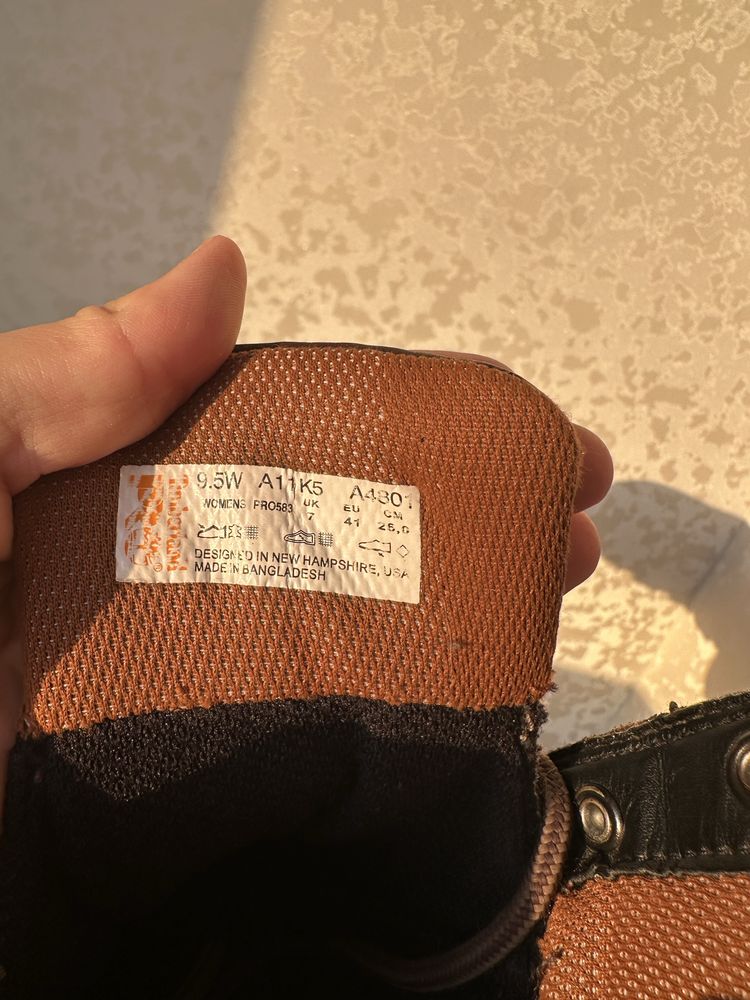 9.5W A11K5 A4801
WOMENS PRO583 UK EU CM
7 41 26,0
DESIGNED IN NEW HAMPSHIRE, USA
MADE IN BANGLADESH